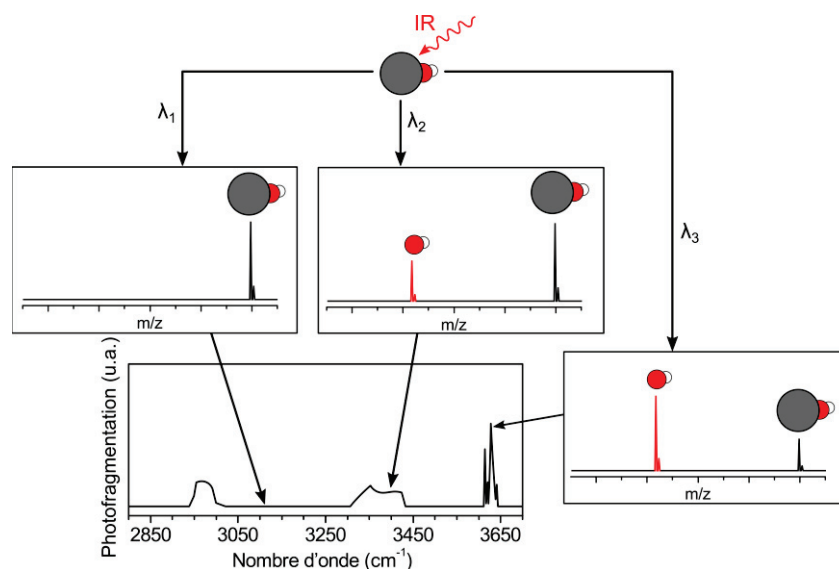 IR
λ1
λ2
λ3
m/z
m/z
m/z
Photofragmentation (u.a.)
2850
3050
3250
3450
3650
Nombre d'onde (cm-1)